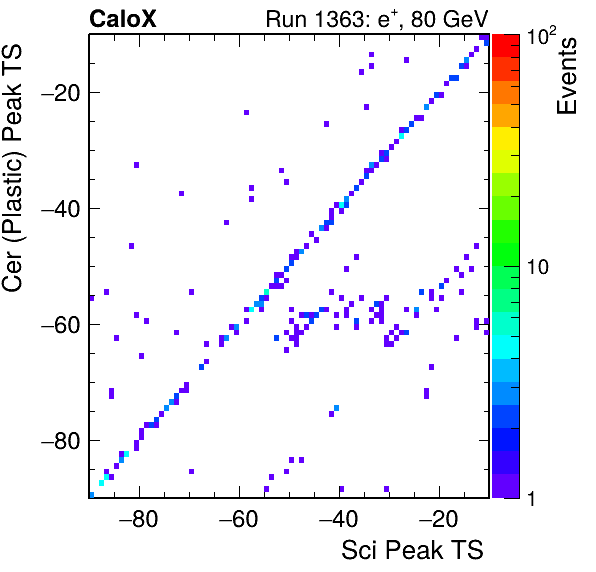 CaloX Run 1363: e⁺, 80 GeV
Cer (Plastic) Peak TS
−20
−40
−60
−80
−80 −60 −40 −20
Sci Peak TS
10²
10
1
Events